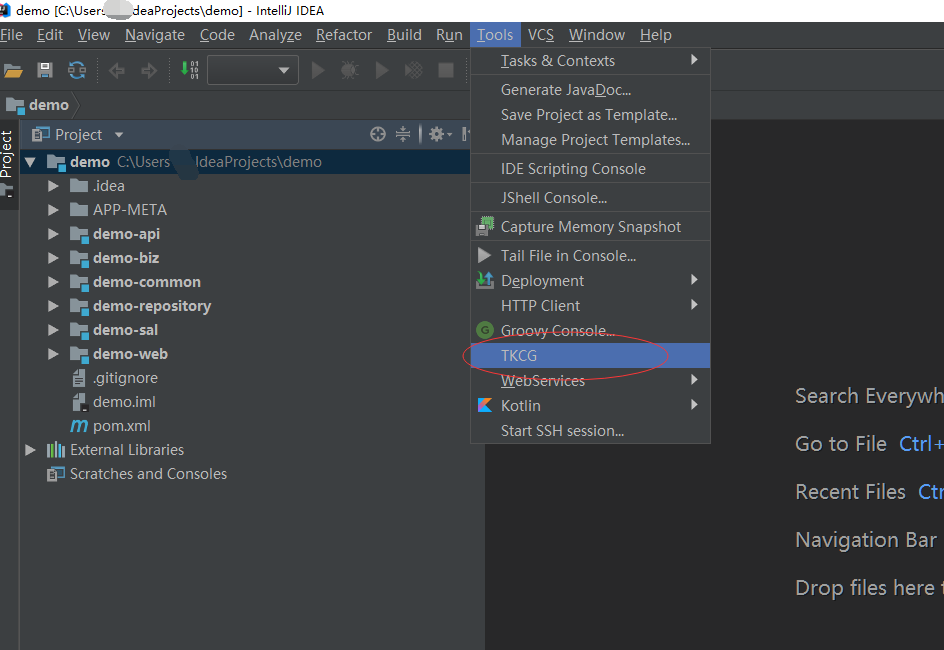 demo [C:\Users deaProjects\demo] - IntelliJ IDEA
File Edit View Navigate Code Analyze Refactor Build Run Tools VCS Window Help
demo
Project
Project
demo C:\Users IdeaProjects\demo
.idea
APP-META
demo-api
demo-biz
demo-common
demo-repository
demo-sal
demo-web
.gitignore
demo.iml
pom.xml
External Libraries
Scratches and Consoles
Tasks & Contexts
Generate JavaDoc...
Save Project as Template...
Manage Project Templates...
IDE Scripting Console
JShell Console...
Capture Memory Snapshot
Tail File in Console...
Deployment
HTTP Client
Groovy Console...
TKCG
WebServices
Kotlin
Start SSH session...
Search Everywh
Go to File Ctrl+
Recent Files Ctr
Navigation Bar
Drop files here t